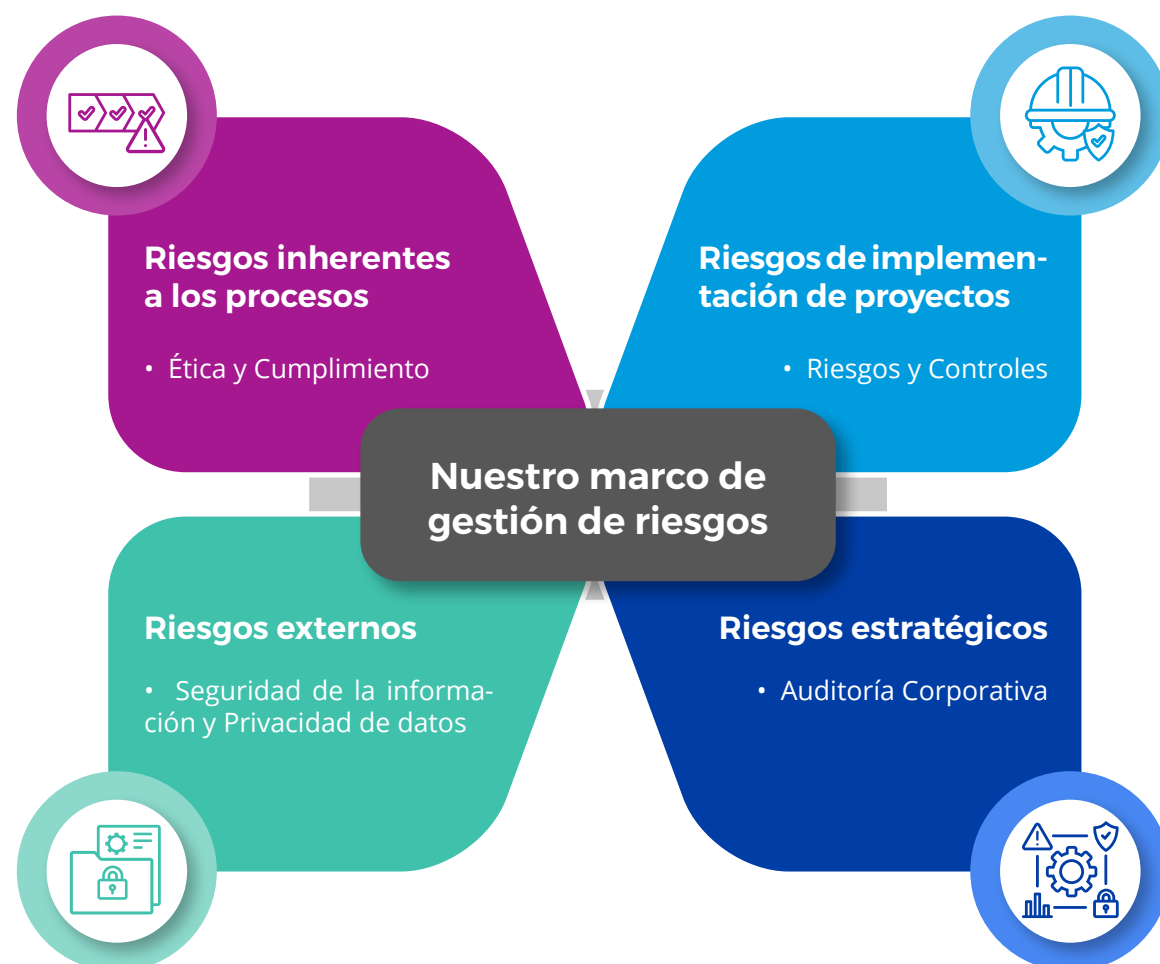 Riesgos inherentes
a los procesos
• Ética y Cumplimiento
Riesgos de implemen-
tación de proyectos
• Riesgos y Controles
Nuestro marco de
gestión de riesgos
Riesgos externos
• Seguridad de la informa-
ción y Privacidad de datos
Riesgos estratégicos
• Auditoría Corporativa